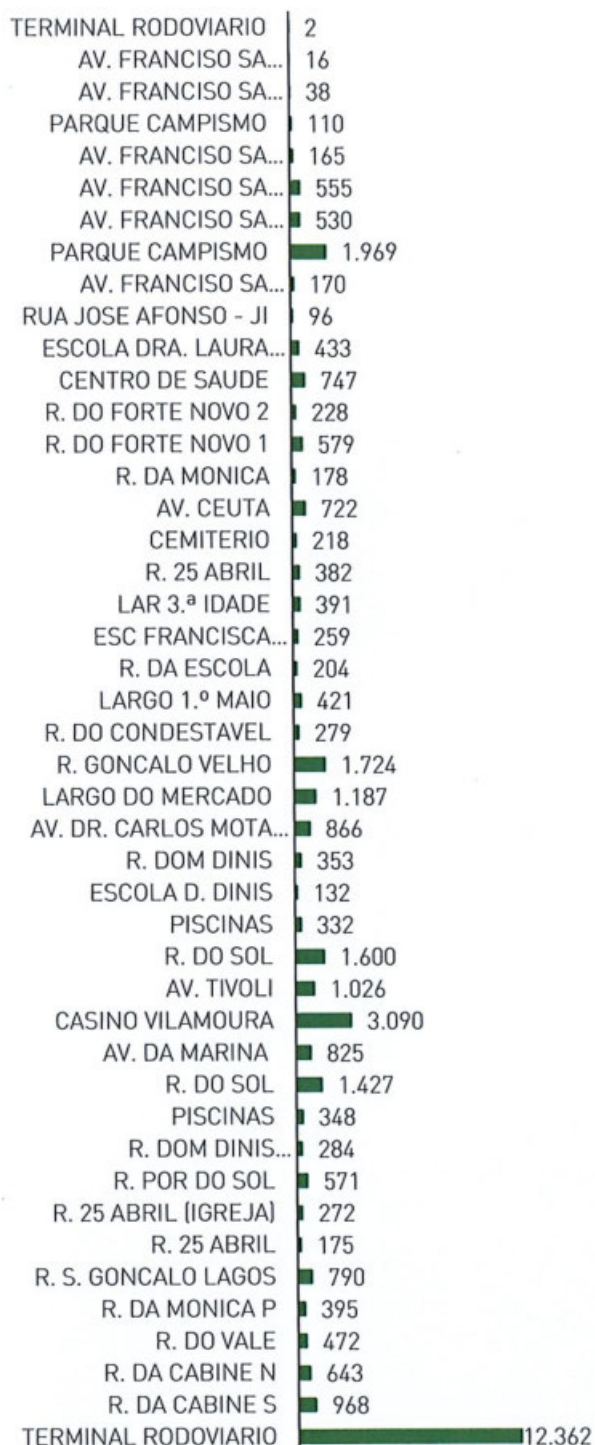 TERMINAL RODOVIARIO 2
AV. FRANCISO SA... 16
AV. FRANCISO SA... 38
PARQUE CAMPISMO 110
AV. FRANCISO SA... 165
AV. FRANCISO SA... 555
AV. FRANCISO SA... 530
PARQUE CAMPISMO 1.969
AV. FRANCISO SA... 170
RUA JOSE AFONSO - JI 96
ESCOLA DRA. LAURA... 433
CENTRO DE SAUDE 747
R. DO FORTE NOVO 2 228
R. DO FORTE NOVO 1 579
R. DA MONICA 178
AV. CEUTA 722
CEMITERIO 218
R. 25 ABRIL 382
LAR 3.ª IDADE 391
ESC FRANCISCA... 259
R. DA ESCOLA 204
LARGO 1.º MAIO 421
R. DO CONDESTAVEL 279
R. GONCALO VELHO 1.724
LARGO DO MERCADO 1.187
AV. DR. CARLOS MOTA... 866
R. DOM DINIS 353
ESCOLA D. DINIS 132
PISCINAS 332
R. DO SOL 1.600
AV. TIVOLI 1.026
CASINO VILAMOURA 3.090
AV. DA MARINA 825
R. DO SOL 1.427
PISCINAS 348
R. DOM DINIS... 284
R. POR DO SOL 571
R. 25 ABRIL (IGREJA) 272
R. 25 ABRIL 175
R. S. GONCALO LAGOS 790
R. DA MONICA P 395
R. DO VALE 472
R. DA CABINE N 643
R. DA CABINE S 968
TERMINAL RODOVIARIO 12.362